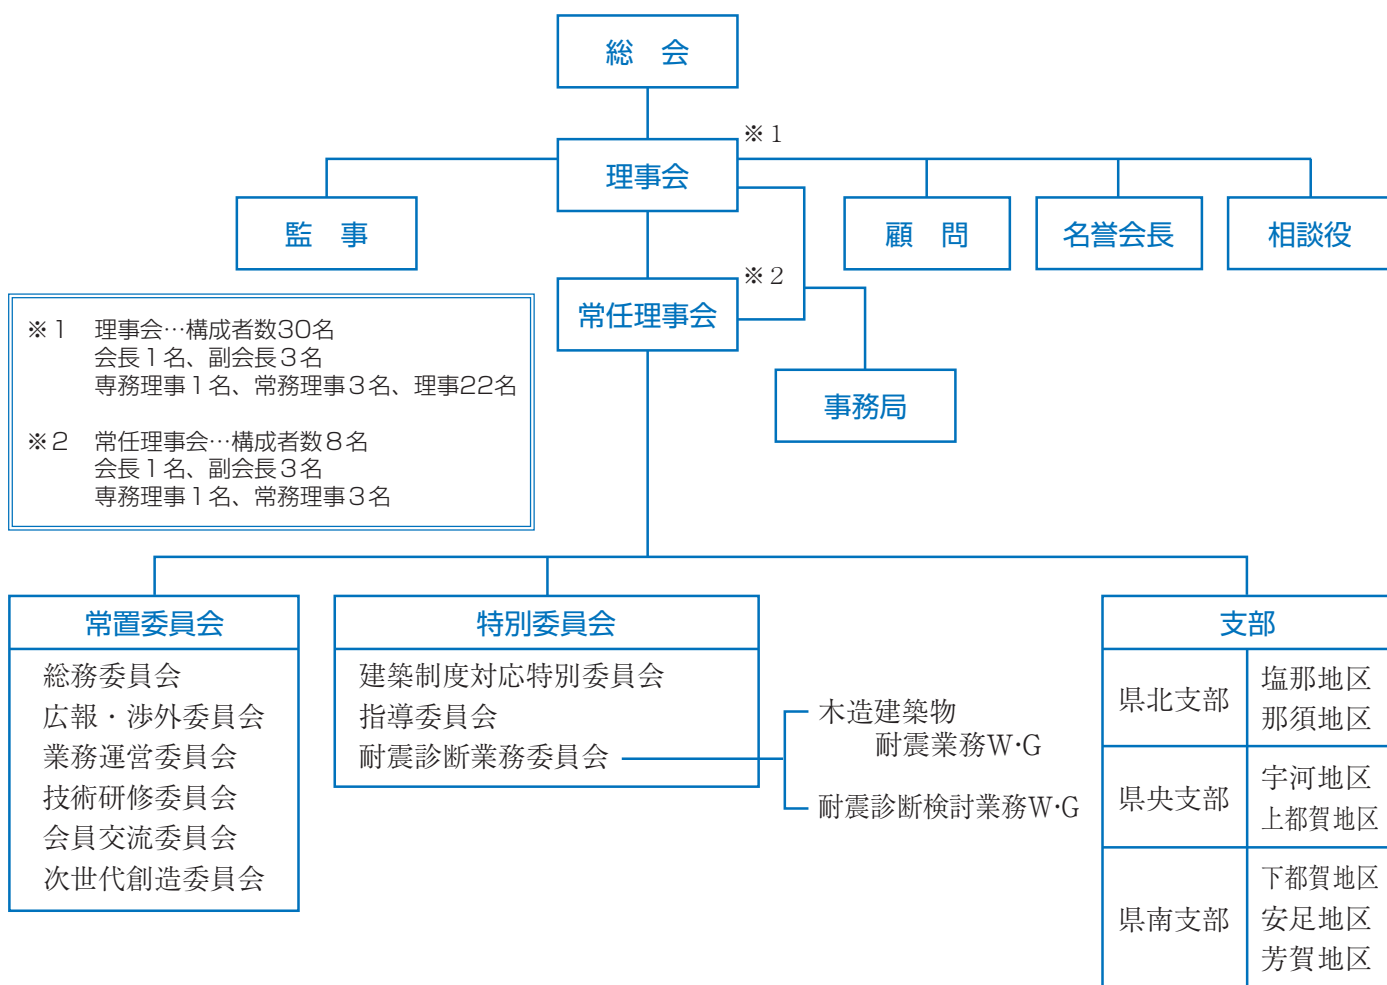 総　会
※１
理事会
監　事
顧　問
名誉会長
相談役
※２
常任理事会
事務局
※１　理事会…構成者数30名
会長１名、副会長３名
専務理事１名、常務理事３名、理事22名
※２　常任理事会…構成者数８名
会長１名、副会長３名
専務理事１名、常務理事３名
常置委員会
総務委員会
広報・渉外委員会
業務運営委員会
技術研修委員会
会員交流委員会
次世代創造委員会
特別委員会
建築制度対応特別委員会
指導委員会
耐震診断業務委員会
木造建築物
耐震業務W・G
耐震診断検討業務W・G
支部
県北支部
塩那地区
那須地区
県央支部
宇河地区
上都賀地区
県南支部
下都賀地区
安足地区
芳賀地区